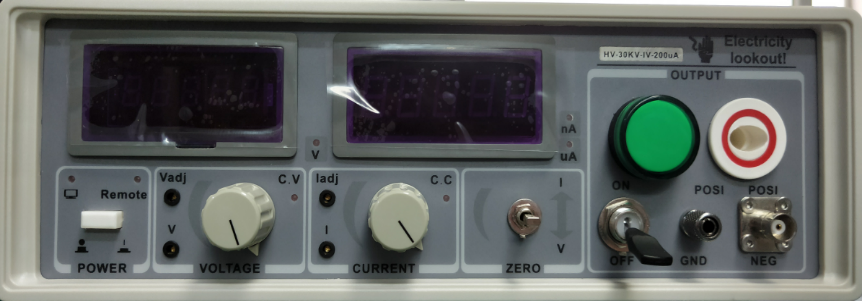 HV-30KV-IV-200uA
Electricity
lookout!
OUTPUT
V
nA
uA
Remote
POWER
Vadj
C.V
V
VOLTAGE
Iadj
C.C
I
CURRENT
I
V
ZERO
ON
POSI
POSI
OFF
GND
NEG